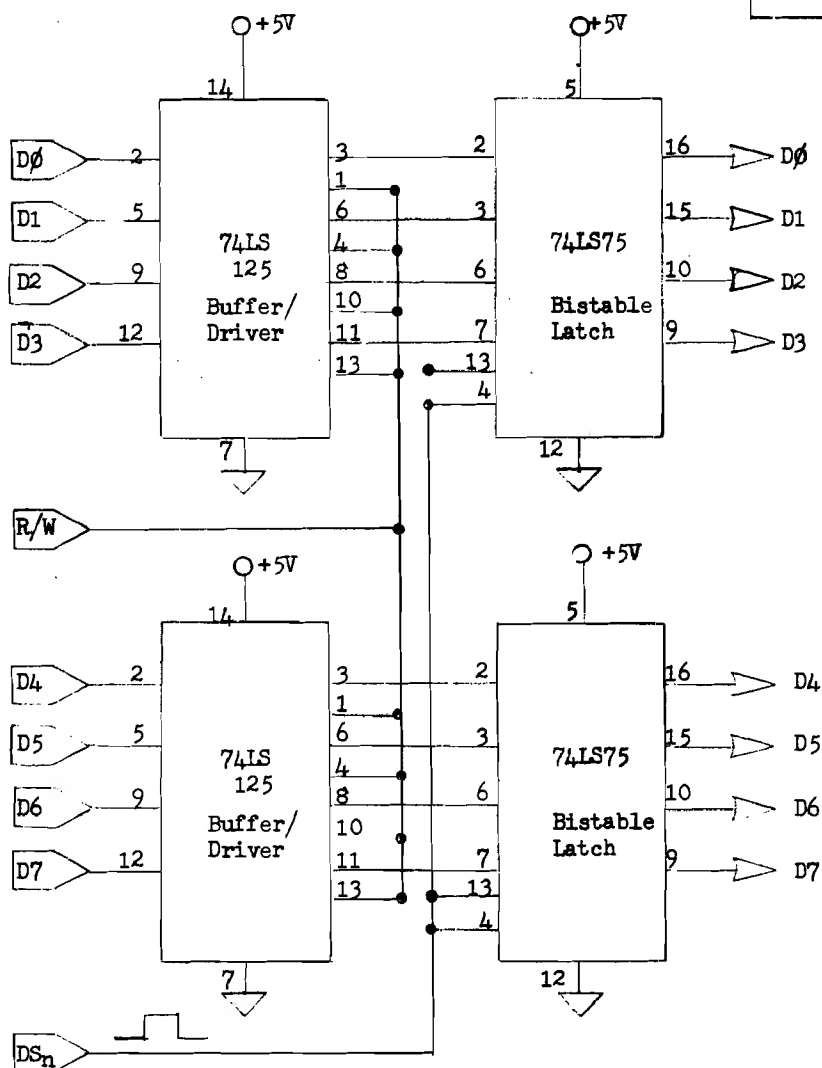 +5V +5V
14 5
DØ 2 3 2 16 DØ
1
D1 5 6 3 15 D1
4
74LS 125 74LS75
D2 9 8 6 10 D2
10
Buffer/ Bistable
Driver Latch
D3 12 11 7 9 D3
13 13
4
7 12
R/W
+5V +5V
14 5
D4 2 3 2 16 D4
1
D5 5 6 3 15 D5
74LS 74LS75
125
4
D6 9 8 6 10 D6
10
Buffer/ Bistable
Driver Latch
D7 12 11 7 9 D7
13 13
4
7 12
DSn